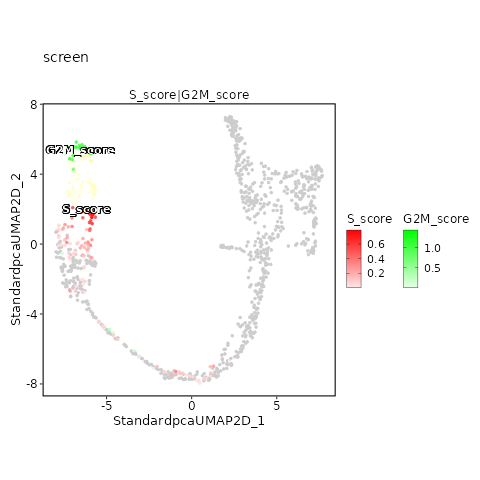 screen
S_score|G2M_score
8
4
0
-4
-8
-5
0
5
StandardpcaUMAP2D_1
StandardpcaUMAP2D_2
G2M_score
S_score
S_score
0.6
0.4
0.2
G2M_score
1.0
0.5